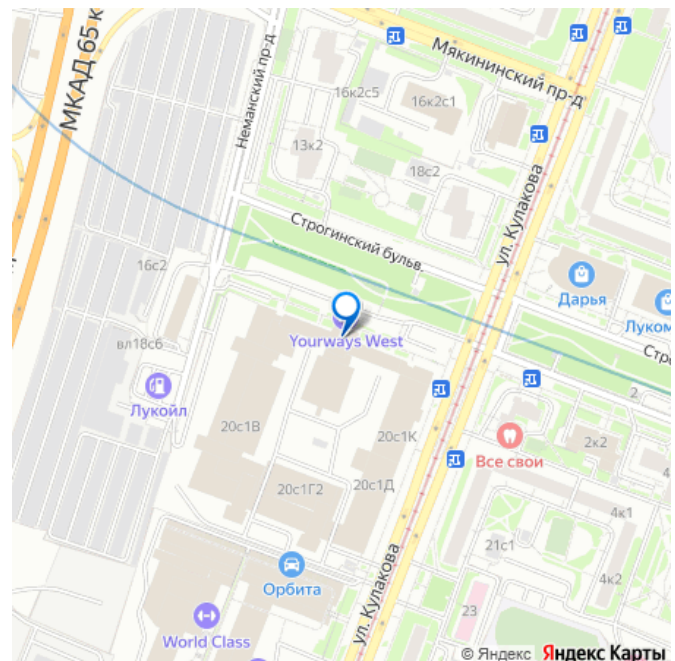 МКАД 65 к
Неманский пр-д
Мякининский пр-д
16к2с5
16к2с1
13к2
18с2
ул. Кулакова
Строгинский бульв.
16с2
Дарья
Луком
Yourways West
Стро
вл18с6
Лукойл
2
20с1В
20с1К
2к2
Все свои
4
20с1Г2
20с1Д
4к1
21с1
4к2
Орбита
ул. Кулакова
23
World Class
© Яндекс Яндекс Карты